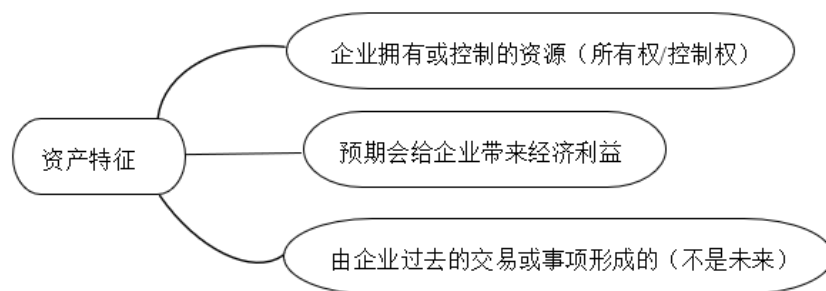 企业拥有或控制的资源（所有权/控制权）
资产特征
预期会给企业带来经济利益
由企业过去的交易或事项形成的（不是未来）